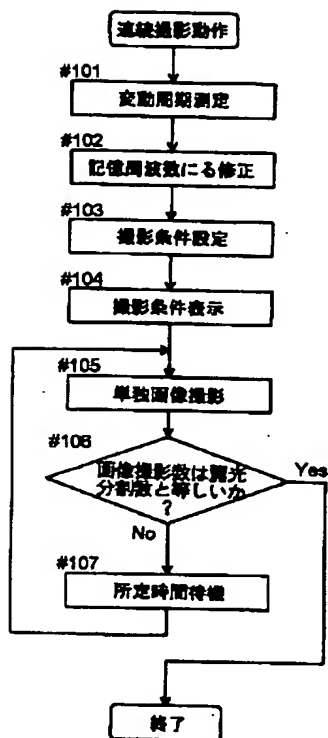 連続撮影動作
#101
変動周期測定
#102
記憶周波数にる修正
#103
撮影条件設定
#104
撮影条件表示
#105
単独画像撮影
#106
画像撮影数は露光
分割数と等しいか
?
Yes
No
#107
所定時間待機
終了